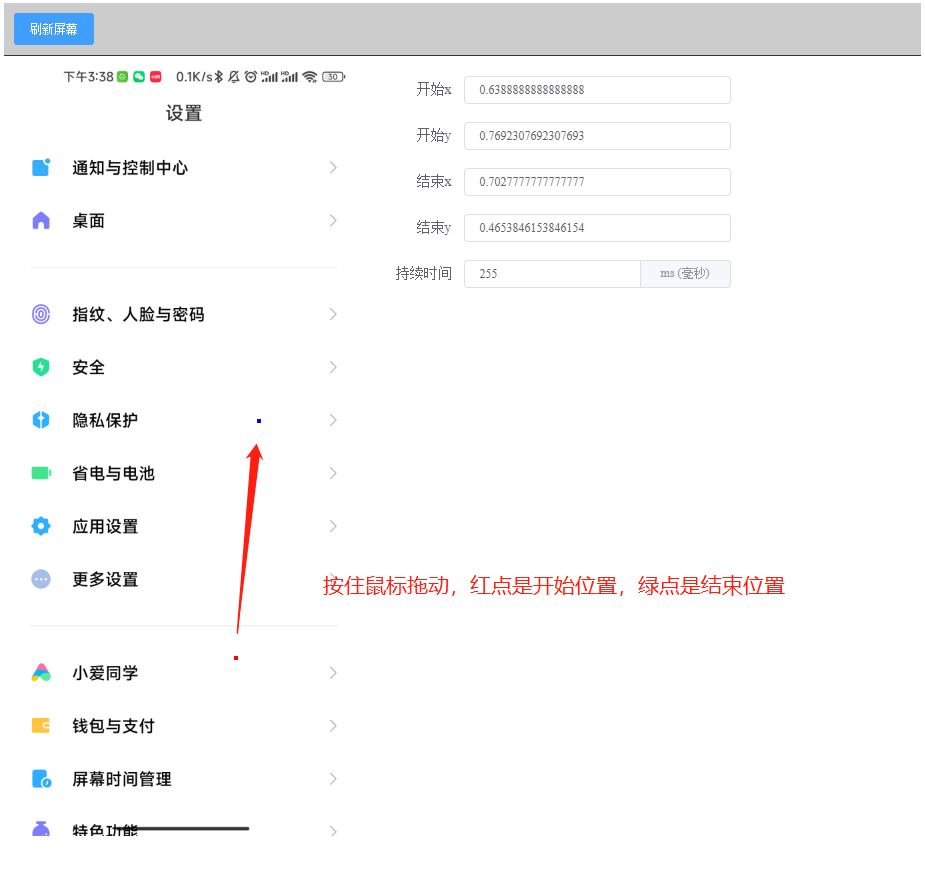 刷新屏幕
下午3:38 0.1K/s 30
设置
通知与控制中心
桌面
指纹、人脸与密码
安全
隐私保护
省电与电池
应用设置
更多设置
小爱同学
钱包与支付
屏幕时间管理
特色功能
开始x 0.6388888888888888
开始y 0.7692307692307693
结束x 0.7027777777777777
结束y 0.4653846153846154
持续时间 255 ms (毫秒)
按住鼠标拖动，红点是开始位置，绿点是结束位置